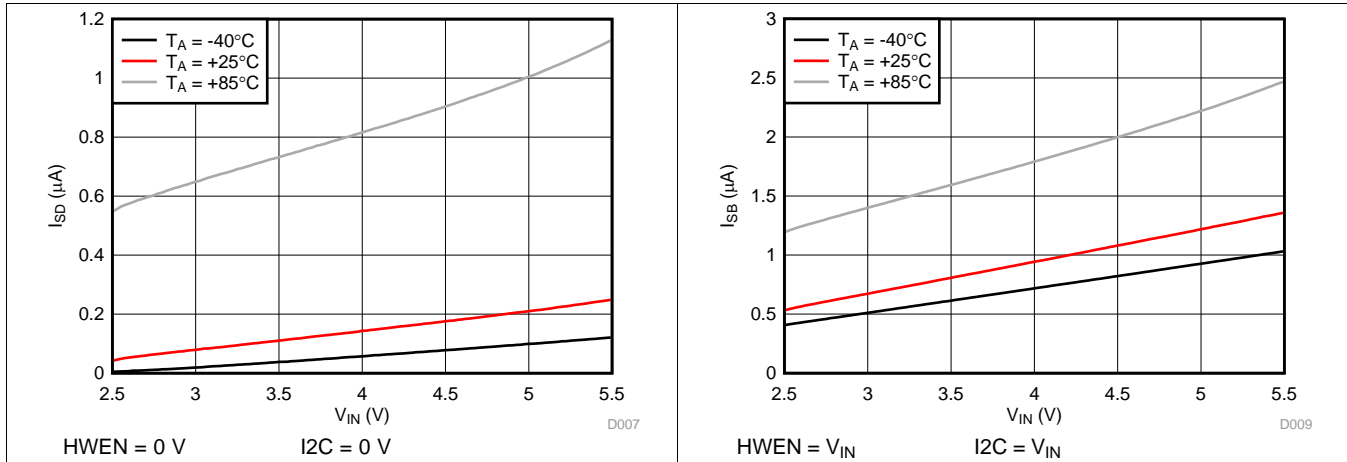 1.2
1
0.8
0.6
0.4
0.2
0
I_SD (µA)
T_A = -40°C
T_A = +25°C
T_A = +85°C
2.5 3 3.5 4 4.5 5 5.5
V_IN (V)
D007
HWEN = 0 V I2C = 0 V
3
2.5
2
1.5
1
0.5
0
I_SB (µA)
T_A = -40°C
T_A = +25°C
T_A = +85°C
2.5 3 3.5 4 4.5 5 5.5
V_IN (V)
D009
HWEN = V_IN I2C = V_IN